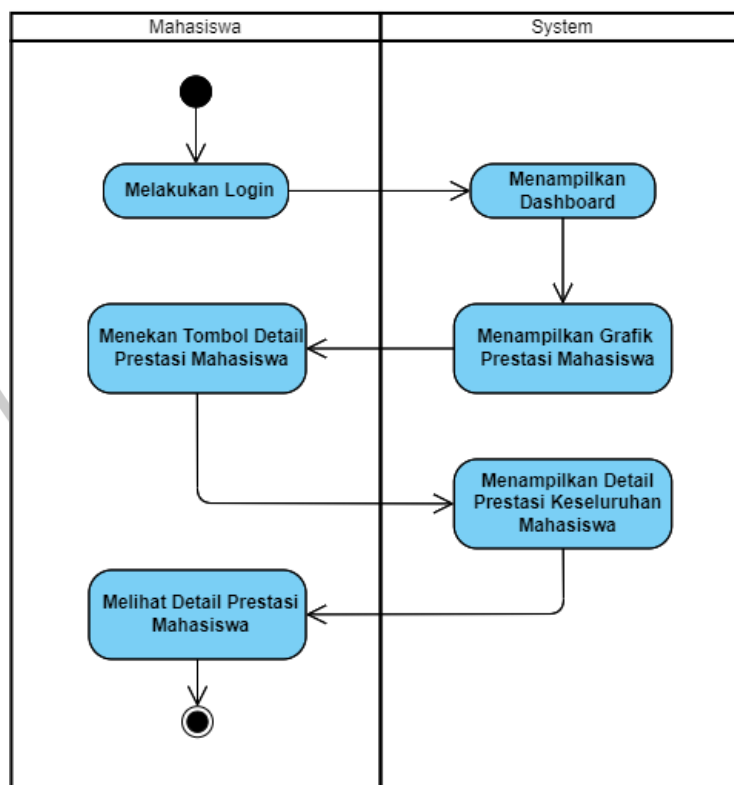 Mahasiswa
System
Melakukan Login
Menampilkan
Dashboard
Menekan Tombol Detail
Prestasi Mahasiswa
Menampilkan Grafik
Prestasi Mahasiswa
Menampilkan Detail
Prestasi Keseluruhan
Mahasiswa
Melihat Detail Prestasi
Mahasiswa